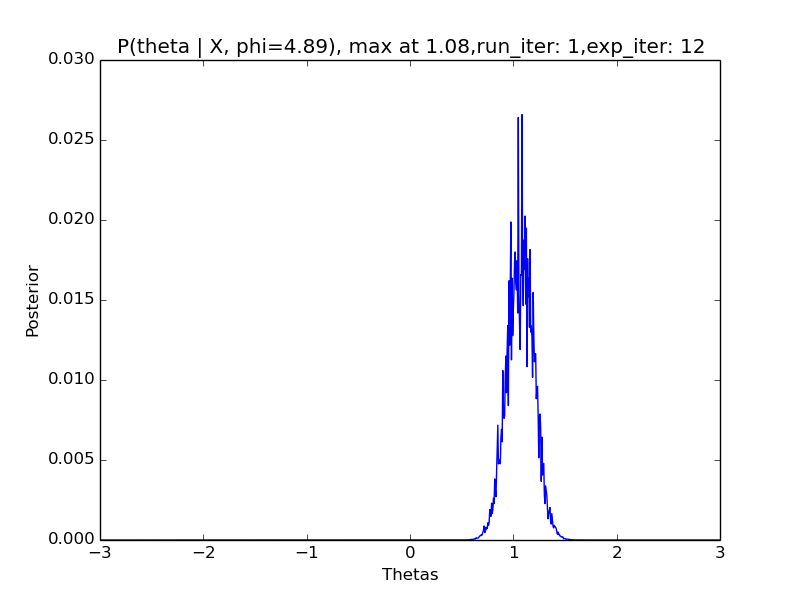 P(theta | X, phi=4.89), max at 1.08,run_iter: 1,exp_iter: 12
0.030
0.025
0.020
0.015
0.010
0.005
0.000
Posterior
−3 −2 −1 0 1 2 3
Thetas